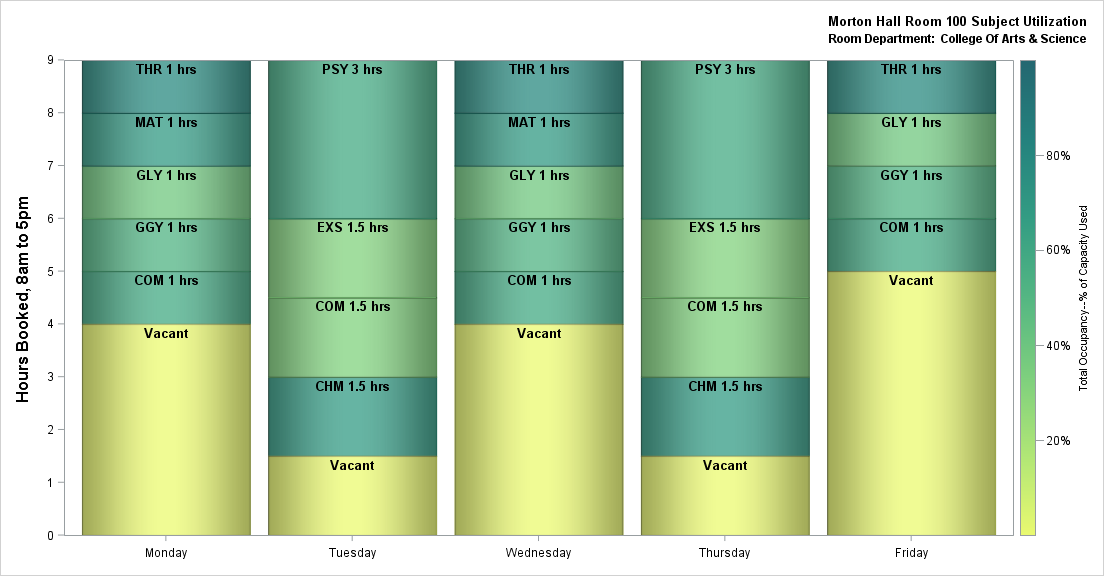 Morton Hall Room 100 Subject Utilization
Room Department: College Of Arts & Science
Hours Booked, 8am to 5pm
9
8
7
6
5
4
3
2
1
0
THR 1 hrs
MAT 1 hrs
GLY 1 hrs
GGY 1 hrs
COM 1 hrs
Vacant
Monday
PSY 3 hrs
EXS 1.5 hrs
COM 1.5 hrs
CHM 1.5 hrs
Vacant
Tuesday
THR 1 hrs
MAT 1 hrs
GLY 1 hrs
GGY 1 hrs
COM 1 hrs
Vacant
Wednesday
PSY 3 hrs
EXS 1.5 hrs
COM 1.5 hrs
CHM 1.5 hrs
Vacant
Thursday
THR 1 hrs
GLY 1 hrs
GGY 1 hrs
COM 1 hrs
Vacant
Friday
80%
60%
40%
20%
Total Occupancy--% of Capacity Used